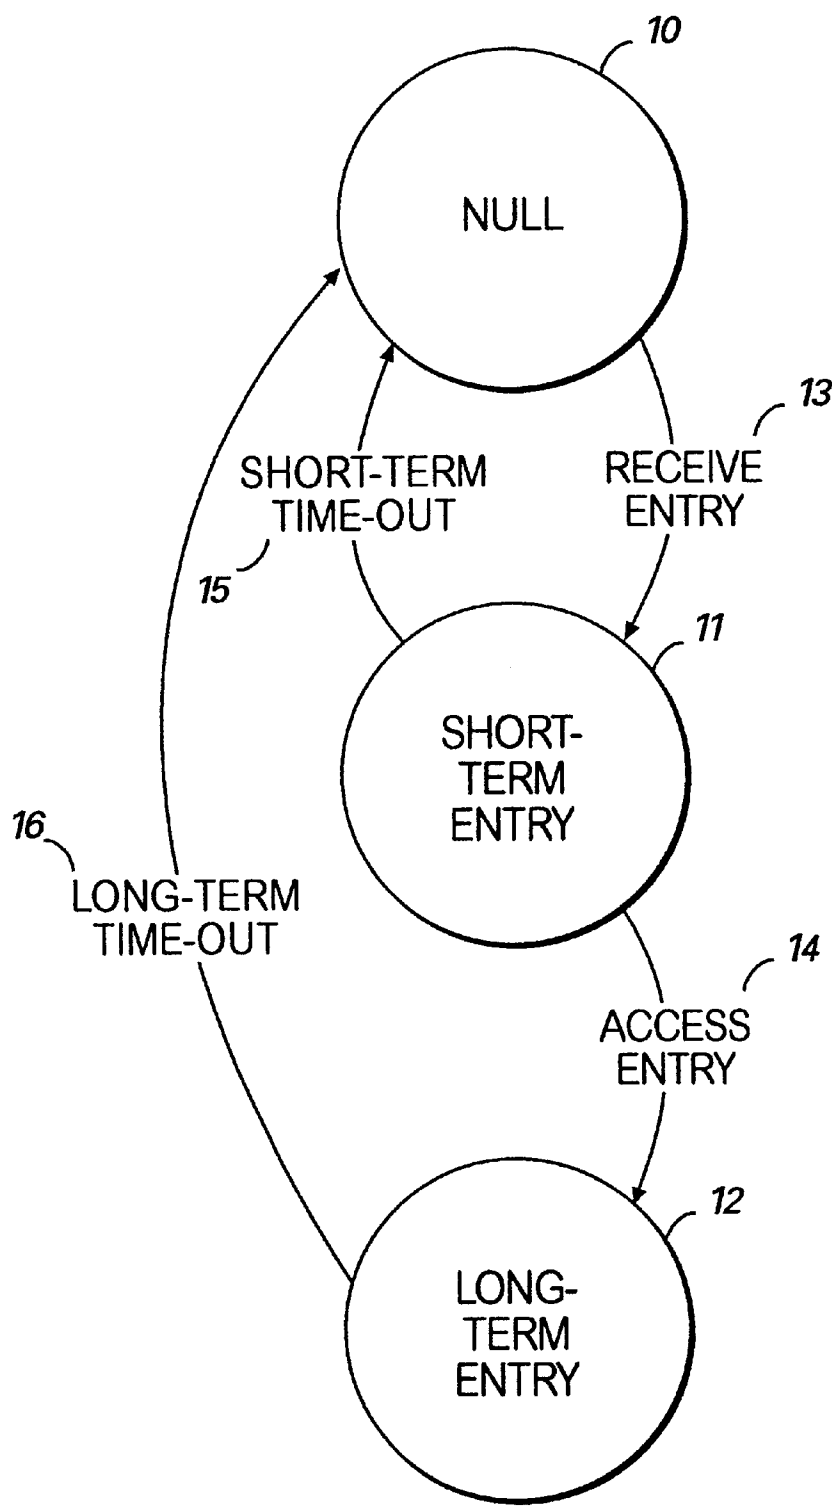 10
NULL
13
RECEIVE
ENTRY
SHORT-TERM
TIME-OUT
15
11
SHORT-
TERM
ENTRY
16
LONG-TERM
TIME-OUT
14
ACCESS
ENTRY
12
LONG-
TERM
ENTRY